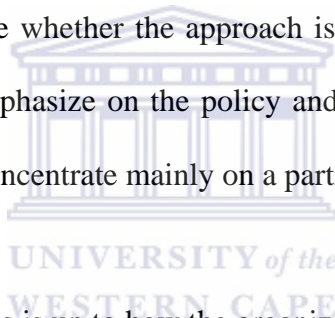 whether the approach is
phasize on the policy and
ncentrate mainly on a part
UNIVERSITY of the
WESTERN CAPE
is up to how the organi